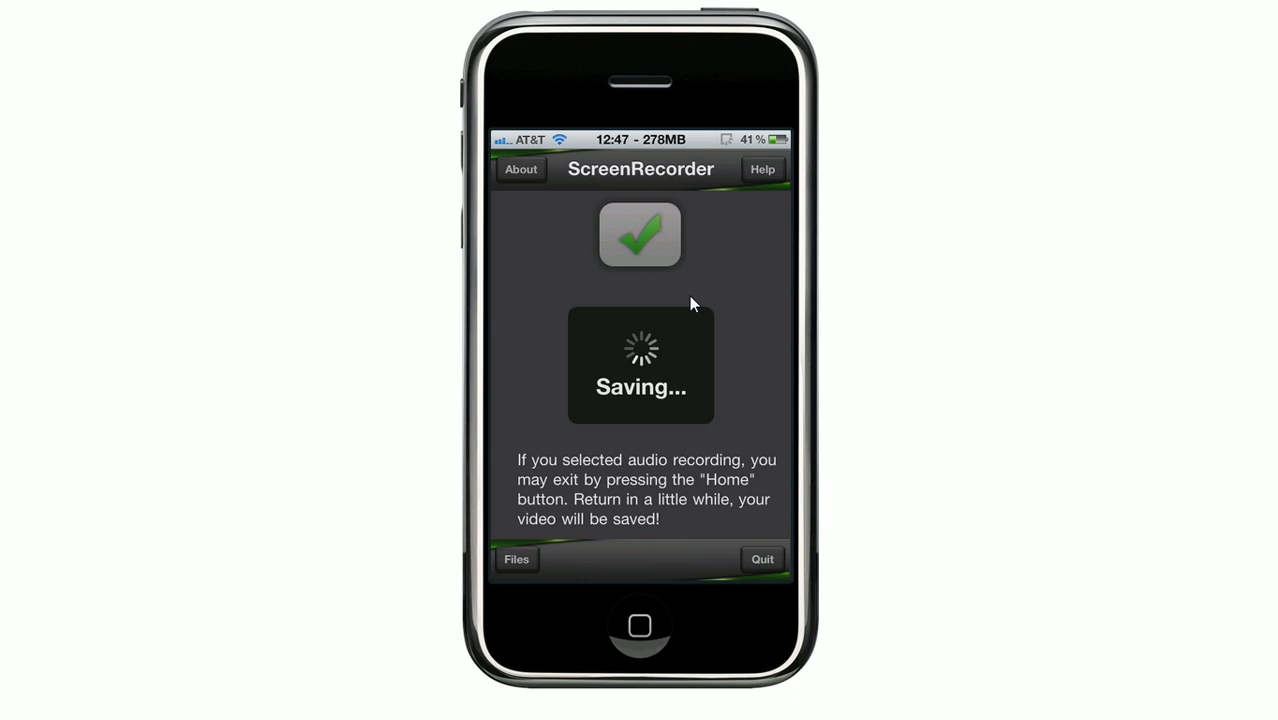 AT&T 12:47 - 278MB 41%
About ScreenRecorder Help
Saving...
If you selected audio recording, you
may exit by pressing the "Home"
button. Return in a little while, your
video will be saved!
Files Quit